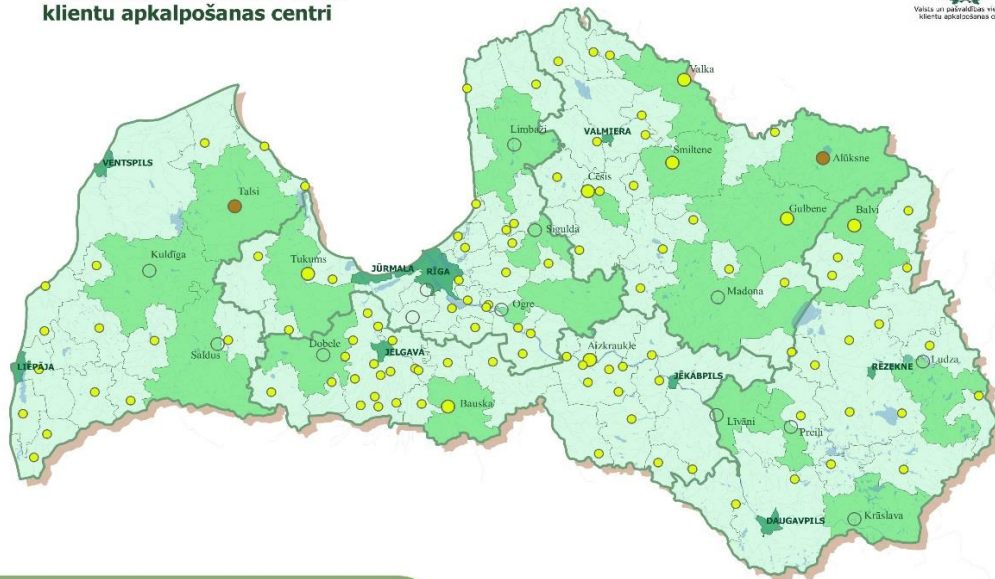 klientu apkalpošanas centri
Valsts un pašvaldības
klientu apkalpošanas
Valka
Limbaži
VALMIERA
VENTSPILS
Smiltene
Alūksne
Cēsis
Talsi
Gulbene
Balvi
Sigulda
Kuldīga
Tukums
JŪRMALA
RĪGA
Madona
Ogre
Saldus
Dobele
JELGAVA
Aizkraukle
LIEPĀJA
JĒKABPILS
RĒZEKNE
Ludza
Bauska
Līvāni
Preiļi
DAUGAVPILS
Krāslava